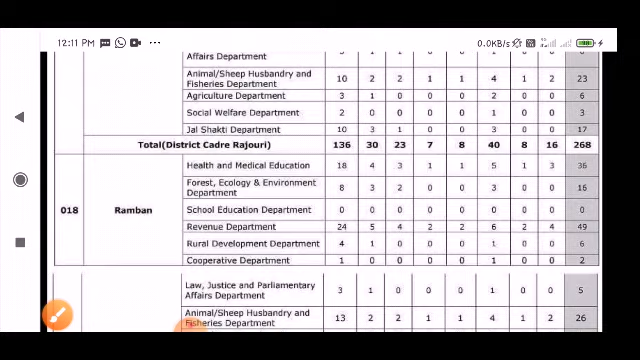 12:11 PM ... 0.0KB/s
Affairs Department
Animal/Sheep Husbandry and Fisheries Department 10 2 2 1 1 4 1 2 23
Agriculture Department 3 1 0 0 0 2 0 0 6
Social Welfare Department 2 0 0 0 0 1 0 0 3
Jal Shakti Department 10 3 1 0 0 3 0 0 17
Total(District Cadre Rajouri) 136 30 23 7 8 40 8 16 268
018 Ramban
Health and Medical Education 18 4 3 1 1 5 1 3 36
Forest, Ecology & Environment Department 8 3 2 0 0 3 0 0 16
School Education Department 0 0 0 0 0 0 0 0 0
Revenue Department 24 5 4 2 2 6 2 4 49
Rural Development Department 4 1 0 0 0 1 0 0 6
Cooperative Department 1 0 0 0 0 1 0 0 2
Law, Justice and Parliamentary Affairs Department 3 1 0 0 0 1 0 0 5
Animal/Sheep Husbandry and Fisheries Department 13 2 2 1 1 4 1 2 26